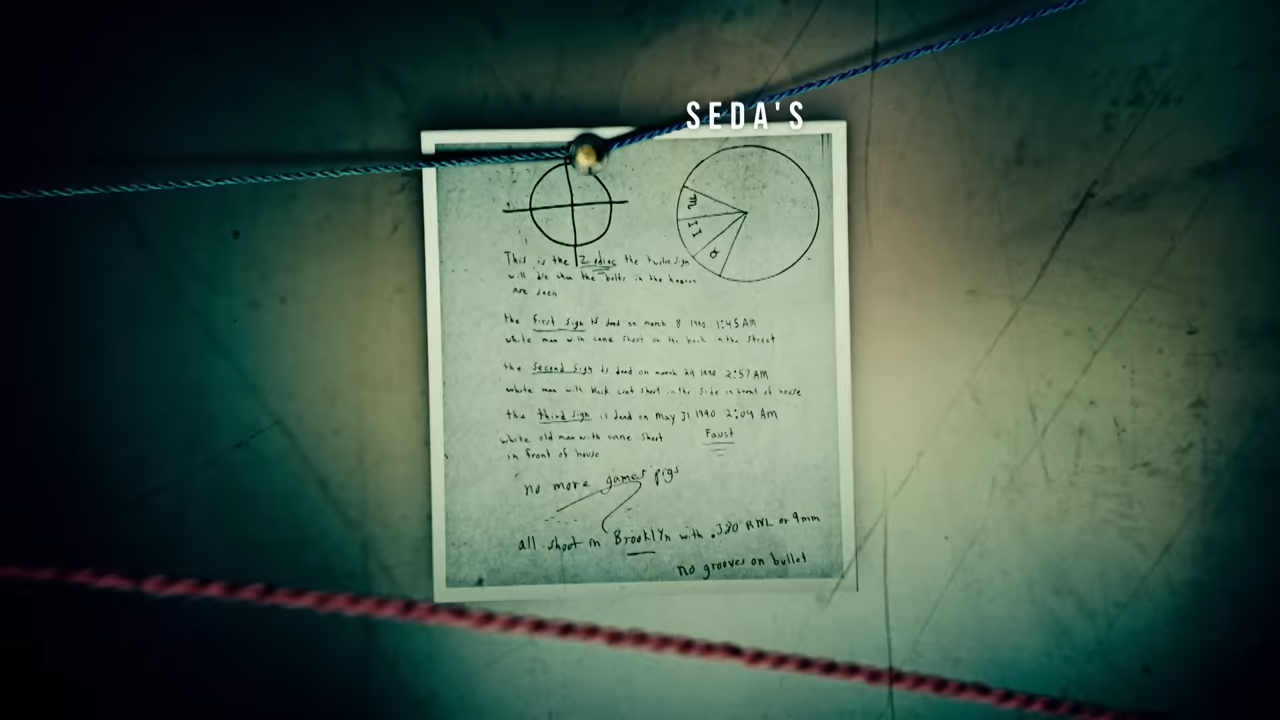 SEDA'S
This is the Zodiac the twelve sign
will die when the belts in the heaven
are seen
the first sign is dead on march 8 1990 1:45 AM
white man with cane shoot on the back in the street
the second sign is dead on march 29 1990 2:57 AM
white man with black coat shoot in the side in front of house
the third sign is dead on may 31 1990 2:04 AM
white old man with cane shoot
in front of house
Faust
no more games pigs
all shoot in Brooklyn with .380 RNL or 9mm
no grooves on bullet